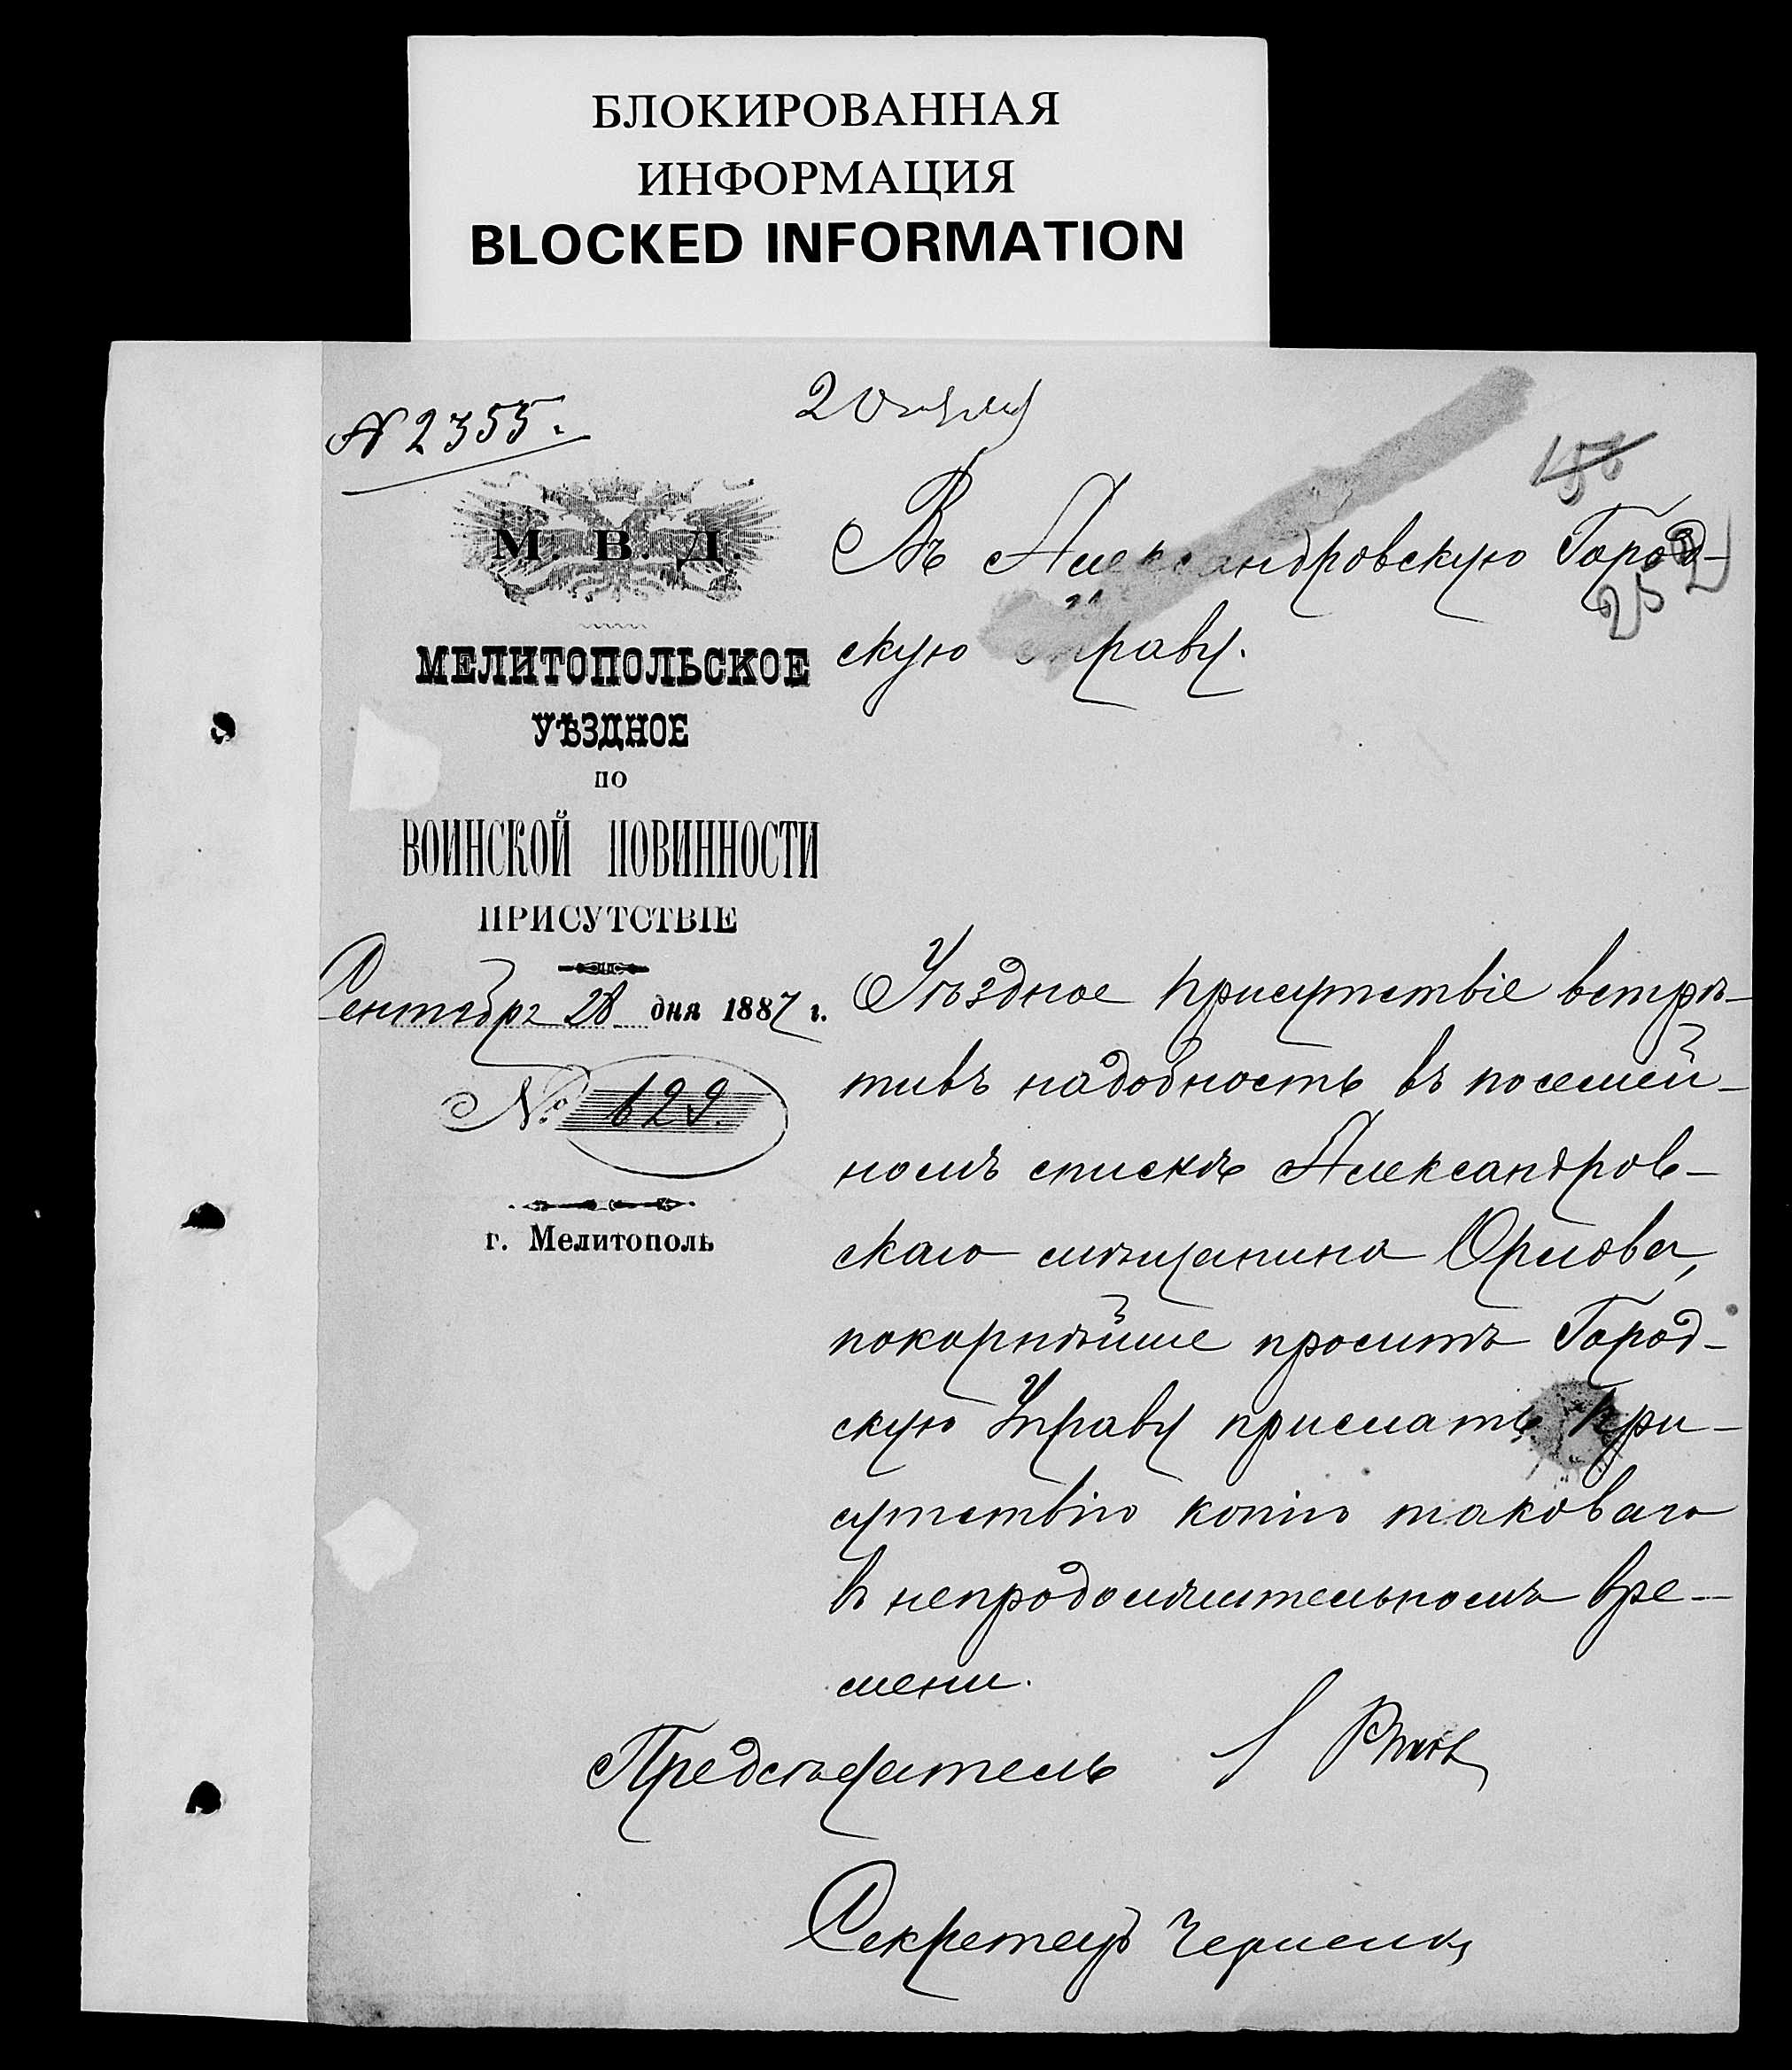 БЛОКИРОВАННАЯ
ИНФОРМАЦИЯ
BLOCKED INFORMATION
№ 2355.
М. В. Д.
МЕЛИТОПОЛЬСКОЕ
УѢЗДНОЕ
ПО
ВОИНСКОЙ ПОВИННОСТИ
ПРИСУТСТВІЕ
Сентября 28 дня 1887 г.
№ 629.
г. Мелитополь
252
Въ Александровскую Город-
скую Управу.
Уѣздное присутствіе встрѣ-
тивъ надобность въ посемей-
номъ спискѣ Александров-
скаго мѣщанина Орлова,
покорнѣйше проситъ Город-
скую Управу прислать При-
сутствію копію таковаго
въ непродолжительномъ вре-
мени.
Предсѣдатель
Секретарь